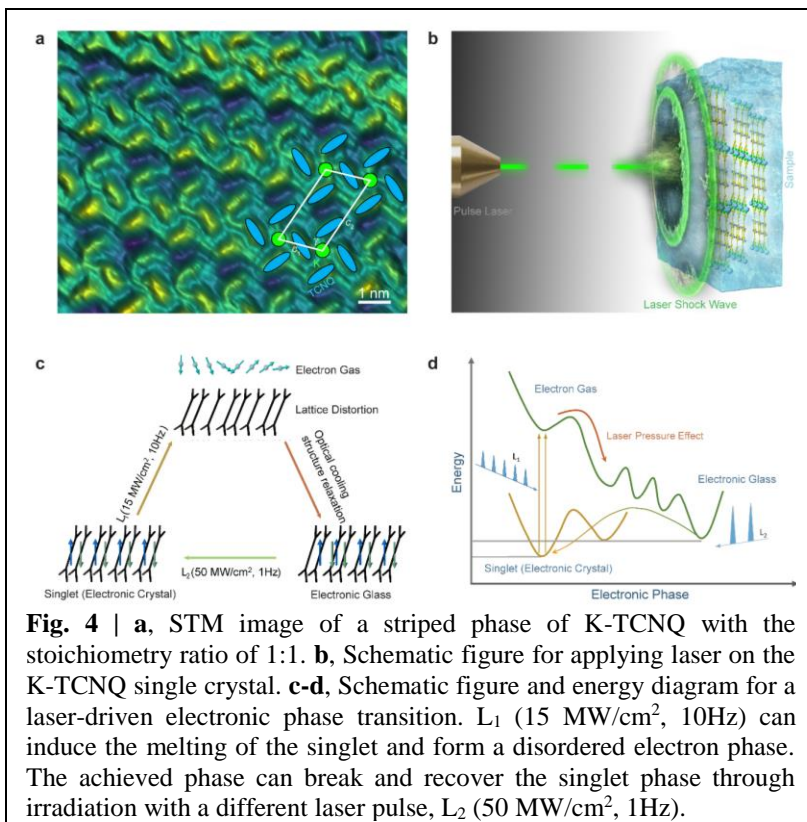 a
TCNQ
1 nm
b
Pulse Laser
Sample
Laser Shock Wave
c
Electron Gas
Lattice Distortion
L₁(15 MW/cm², 10Hz)
Optical cooling
structure relaxation
Singlet (Electronic Crystal)
L₂(50 MW/cm², 1Hz)
Electronic Glass
d
Energy
Electron Gas
Laser Pressure Effect
L₁
Electronic Glass
L₂
Singlet (Electronic Crystal)
Electronic Phase
Fig. 4 | a, STM image of a striped phase of K-TCNQ with the
stoichiometry ratio of 1:1. b, Schematic figure for applying laser on the
K-TCNQ single crystal. c-d, Schematic figure and energy diagram for a
laser-driven electronic phase transition. L₁ (15 MW/cm², 10Hz) can
induce the melting of the singlet and form a disordered electron phase.
The achieved phase can break and recover the singlet phase through
irradiation with a different laser pulse, L₂ (50 MW/cm², 1Hz).